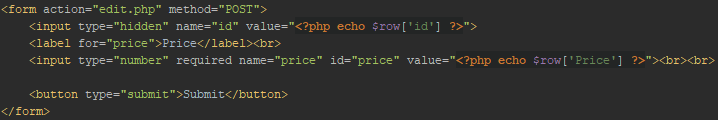 <form action="edit.php" method="POST">
<input type="hidden" name="id" value="<?php echo $row['id'] ?>">
<label for="price">Price</label><br>
<input type="number" required name="price" id="price" value="<?php echo $row['Price'] ?>"><br><br>
<button type="submit">Submit</button>
</form>